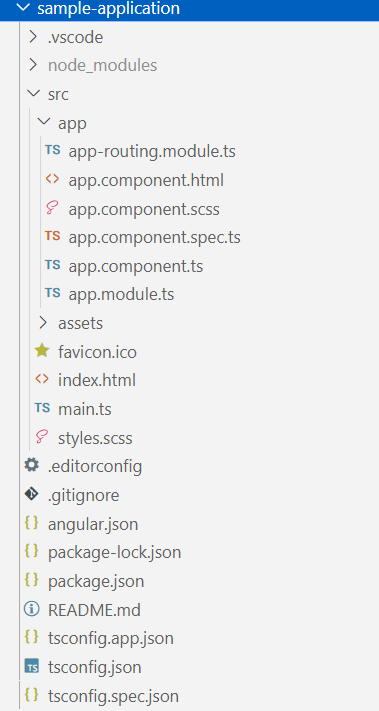 sample-application
.vscode
node_modules
src
app
TS app-routing.module.ts
<> app.component.html
app.component.scss
TS app.component.spec.ts
TS app.component.ts
TS app.module.ts
assets
favicon.ico
<> index.html
TS main.ts
styles.scss
.editorconfig
.gitignore
{} angular.json
{} package-lock.json
{} package.json
README.md
{} tsconfig.app.json
TS tsconfig.json
{} tsconfig.spec.json